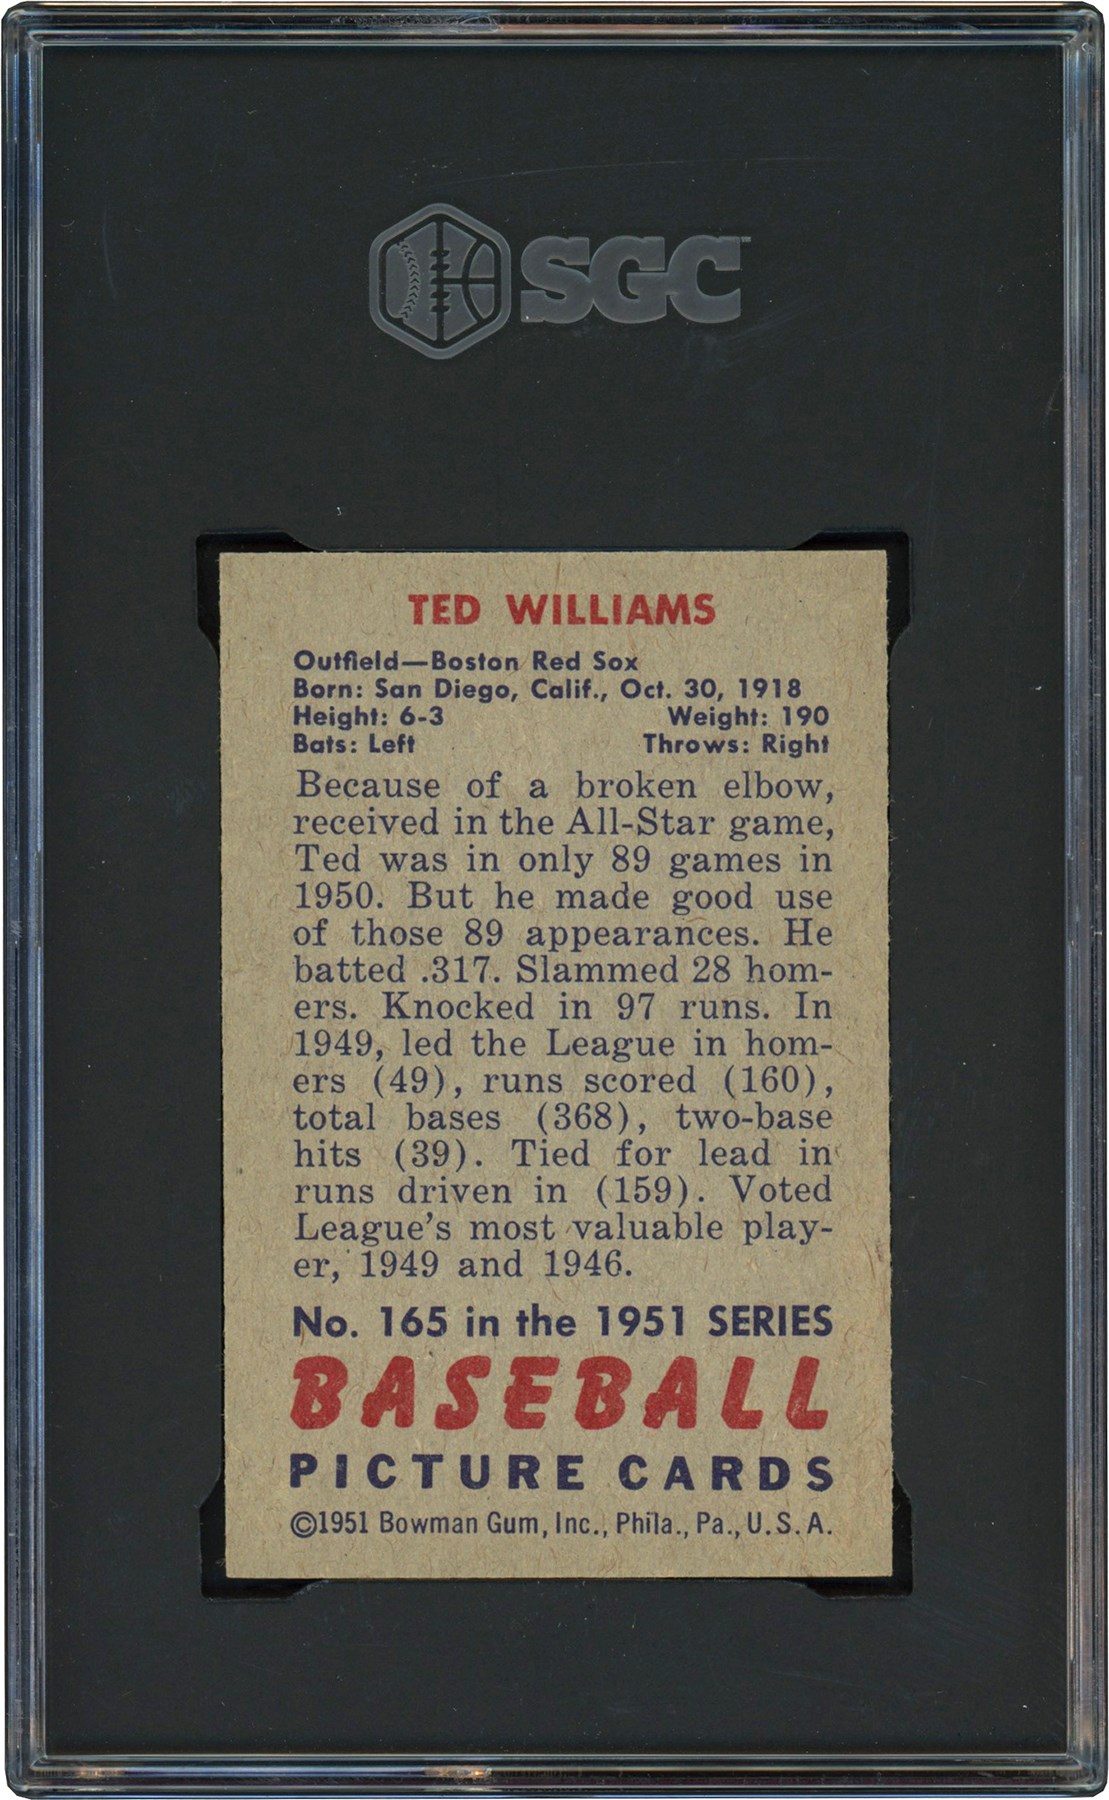 SGC™
TED WILLIAMS
Outfield—Boston Red Sox
Born: San Diego, Calif., Oct. 30, 1918
Height: 6-3 Weight: 190
Bats: Left Throws: Right
Because of a broken elbow,
received in the All-Star game,
Ted was in only 89 games in
1950. But he made good use
of those 89 appearances. He
batted .317. Slammed 28 hom-
ers. Knocked in 97 runs. In
1949, led the League in hom-
ers (49), runs scored (160),
total bases (368), two-base
hits (39). Tied for lead in
runs driven in (159). Voted
League's most valuable play-
er, 1949 and 1946.
No. 165 in the 1951 SERIES
BASEBALL
PICTURE CARDS
©1951 Bowman Gum, Inc., Phila., Pa., U.S.A.